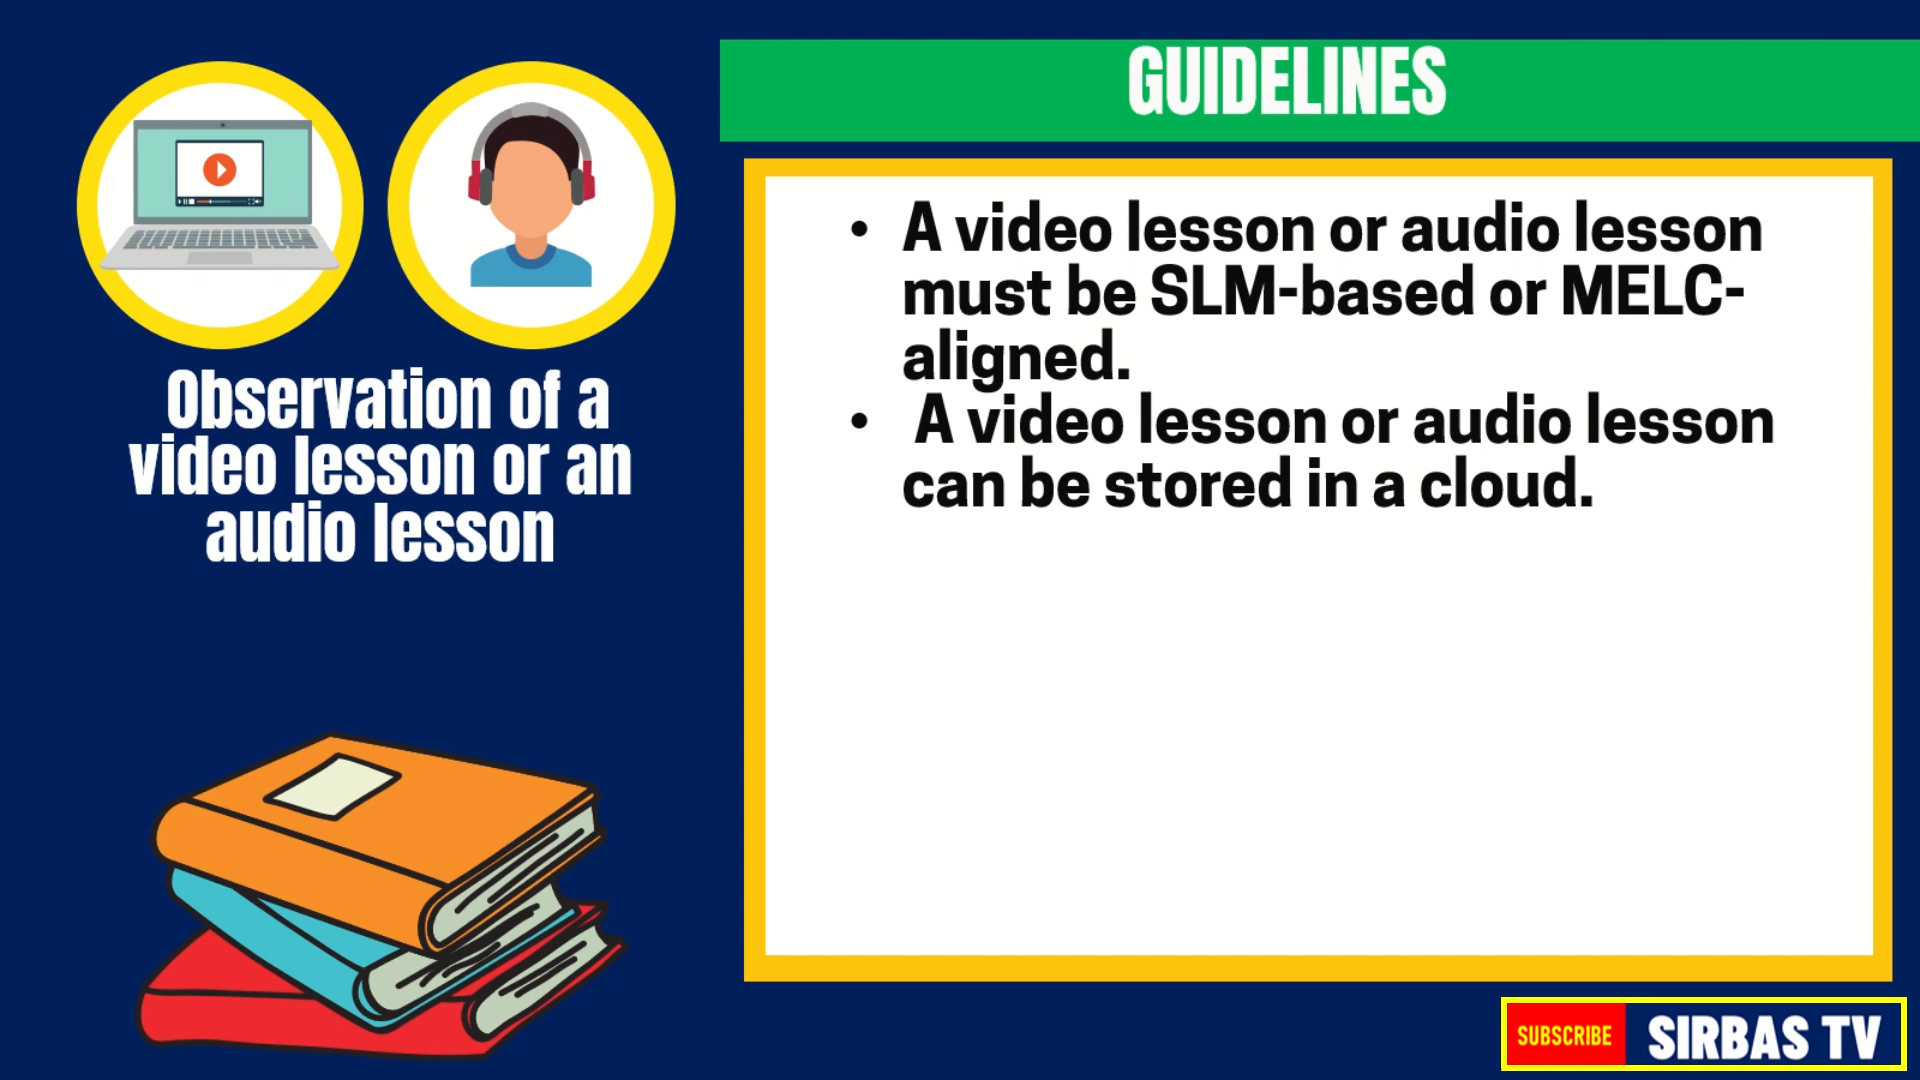 Observation of a
video lesson or an
audio lesson
GUIDELINES
• A video lesson or audio lesson
must be SLM-based or MELC-
aligned.
• A video lesson or audio lesson
can be stored in a cloud.
SUBSCRIBE SIRBAS TV